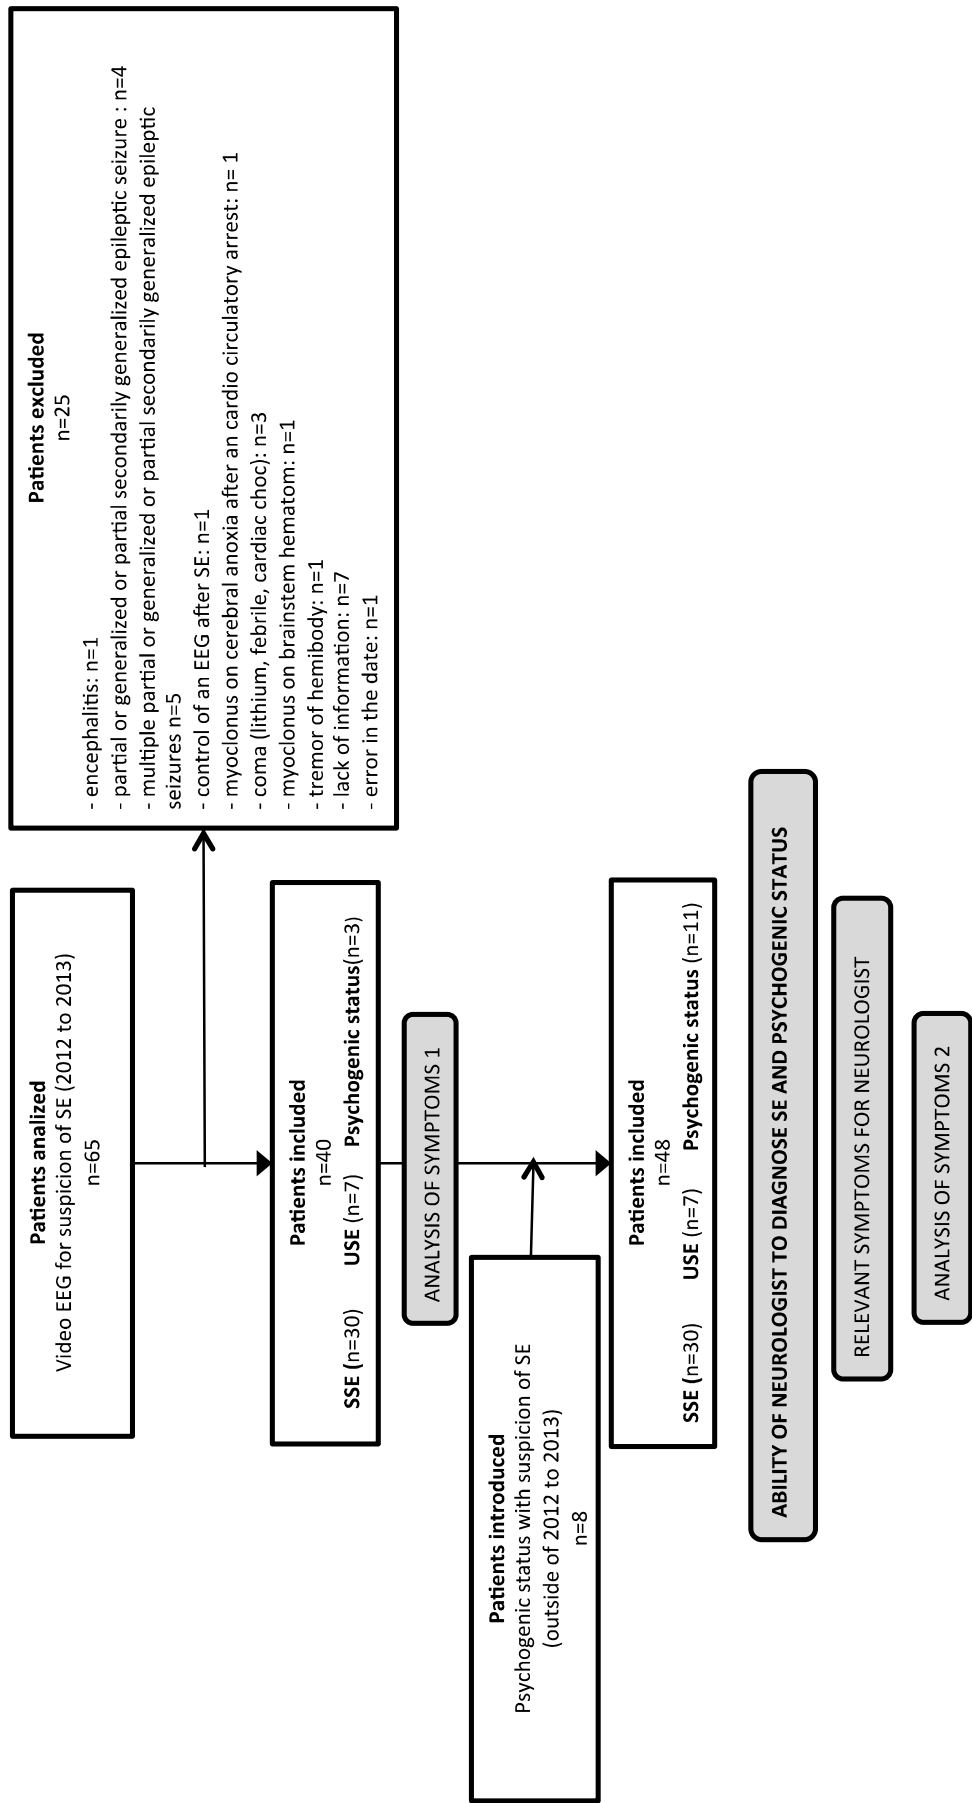 Patients analized
Video EEG for suspicion of SE (2012 to 2013)
n=65
Patients excluded
n=25
- encephalitis: n=1
- partial or generalized or partial secondarily generalized epileptic seizure : n=4
- multiple partial or generalized or partial secondarily generalized epileptic
seizures n=5
- control of an EEG after SE: n=1
- myoclonus on cerebral anoxia after an cardio circulatory arrest: n= 1
- coma (lithium, febrile, cardiac choc): n=3
- myoclonus on brainstem hematom: n=1
- tremor of hemibody: n=1
- lack of information: n=7
- error in the date: n=1
Patients included
n=40
SSE (n=30) USE (n=7) Psychogenic status(n=3)
ANALYSIS OF SYMPTOMS 1
Patients introduced
Psychogenic status with suspicion of SE
(outside of 2012 to 2013)
n=8
Patients included
n=48
SSE (n=30) USE (n=7) Psychogenic status (n=11)
ABILITY OF NEUROLOGIST TO DIAGNOSE SE AND PSYCHOGENIC STATUS
RELEVANT SYMPTOMS FOR NEUROLOGIST
ANALYSIS OF SYMPTOMS 2